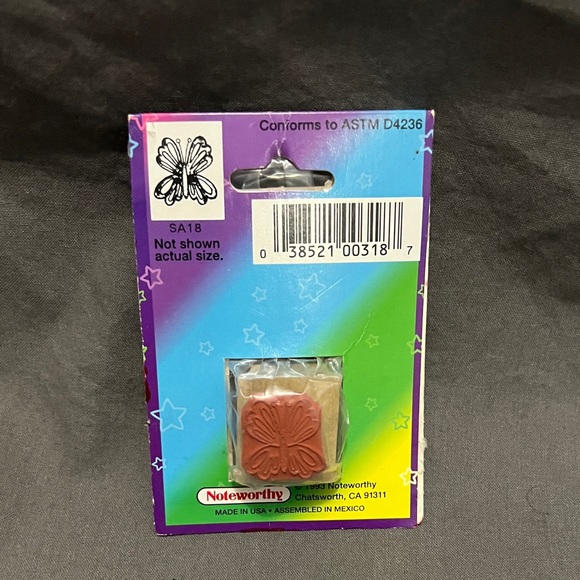 Conforms to ASTM D4236
SA18
Not shown
actual size.
0 38521 00318 7
Noteworthy
© 1993 Noteworthy
Chatsworth, CA 91311
MADE IN USA • ASSEMBLED IN MEXICO